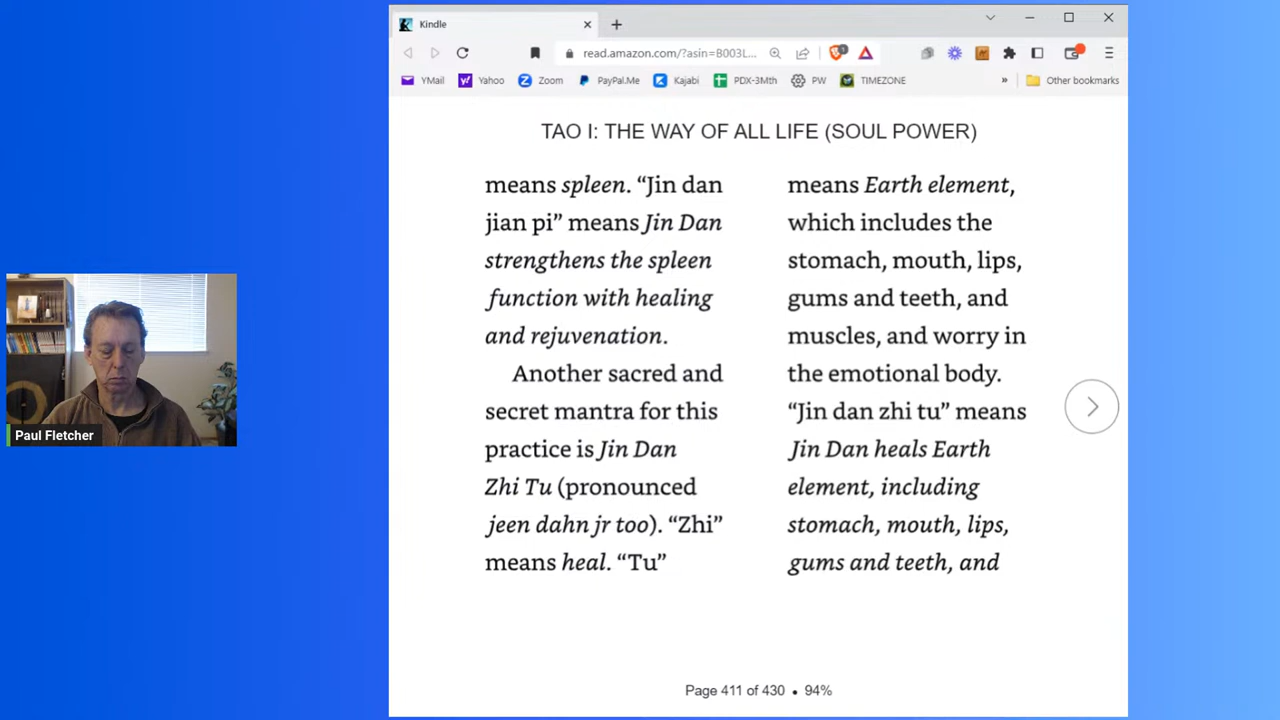 Kindle
read.amazon.com/?asin=B003L...
YMail
Yahoo
Zoom
PayPal.Me
Kajabi
PDX-3Mth
PW
TIMEZONE
»
Other bookmarks
TAO I: THE WAY OF ALL LIFE (SOUL POWER)
means spleen. “Jin dan
jian pi” means Jin Dan
strengthens the spleen
function with healing
and rejuvenation.
Another sacred and
secret mantra for this
practice is Jin Dan
Zhi Tu (pronounced
jeen dahn jr too). “Zhi”
means heal. “Tu”
means Earth element,
which includes the
stomach, mouth, lips,
gums and teeth, and
muscles, and worry in
the emotional body.
“Jin dan zhi tu” means
Jin Dan heals Earth
element, including
stomach, mouth, lips,
gums and teeth, and
Page 411 of 430 • 94%
Paul Fletcher